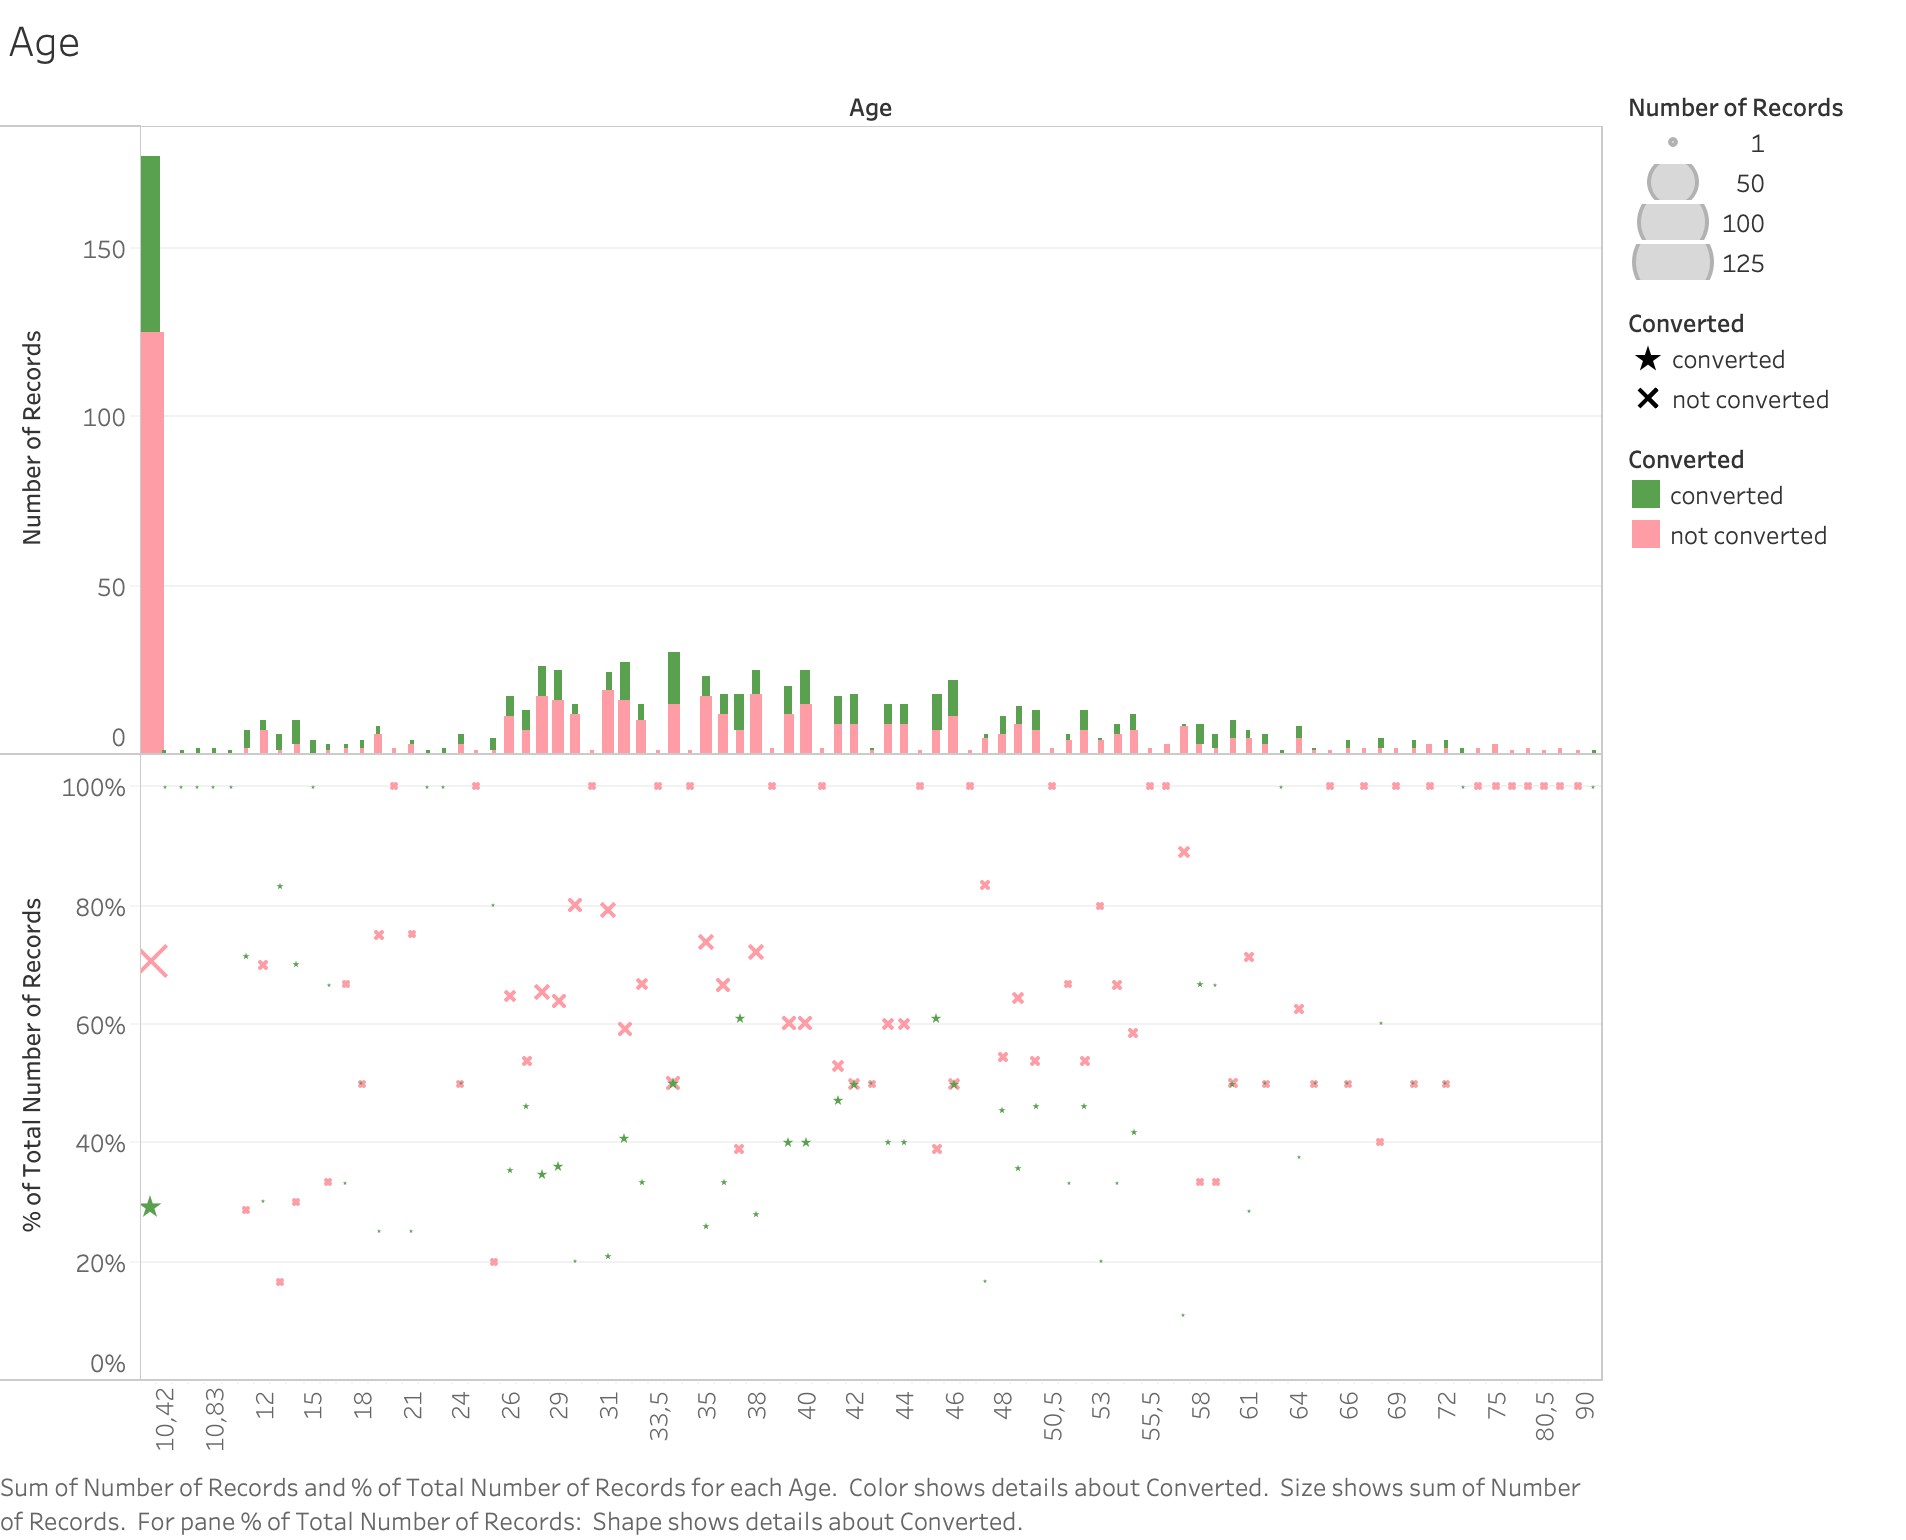 Age
Age
Number of Records
150
100
50
0
% of Total Number of Records
100%
80%
60%
40%
20%
0%
10,42 10,83 12 15 18 21 24 26 29 31 33,5 35 38 40 42 44 46 48 50,5 53 55,5 58 61 64 66 69 72 75 80,5 90
Number of Records
1
50
100
125
Converted
converted
not converted
Converted
converted
not converted
Sum of Number of Records and % of Total Number of Records for each Age. Color shows details about Converted. Size shows sum of Number
of Records. For pane % of Total Number of Records: Shape shows details about Converted.